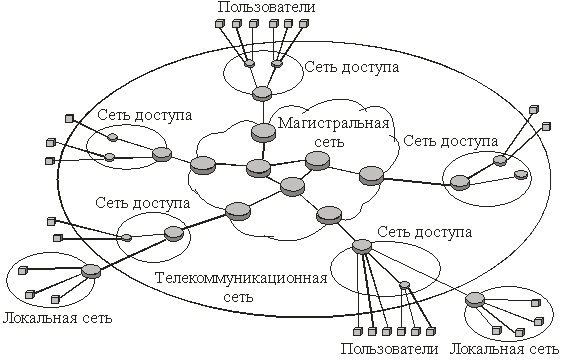 Пользователи
Сеть доступа
Сеть доступа
Магистральная
сеть
Сеть доступа
Сеть доступа
Сеть доступа
Телекоммуникационная
сеть
Локальная сеть
Пользователи
Локальная сеть